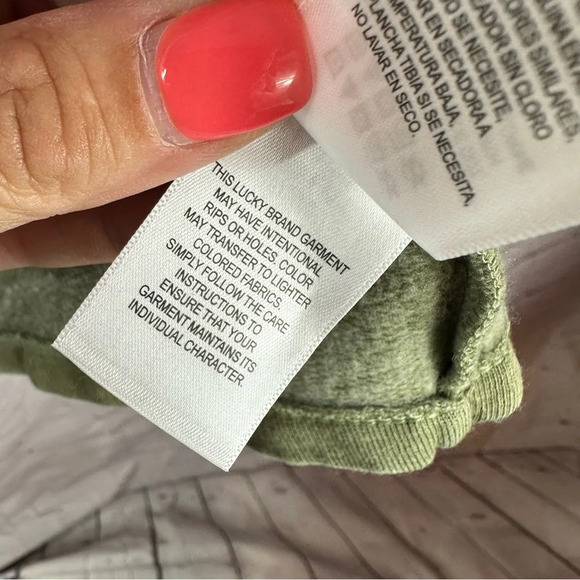 THIS LUCKY BRAND GARMENT
MAY HAVE INTENTIONAL
RIPS OR HOLES. COLOR
MAY TRANSFER TO LIGHTER
COLORED FABRICS
SIMPLY FOLLOW THE CARE
INSTRUCTIONS TO
ENSURE THAT YOUR
GARMENT MAINTAINS ITS
INDIVIDUAL CHARACTER.
COLORES SIMILARES.
SIN CLORO
SE NECESITE.
EN SECADORA A
TEMPERATURA BAJA.
PLANCHA TIBIA SI SE NECESITA.
NO LAVAR EN SECO.